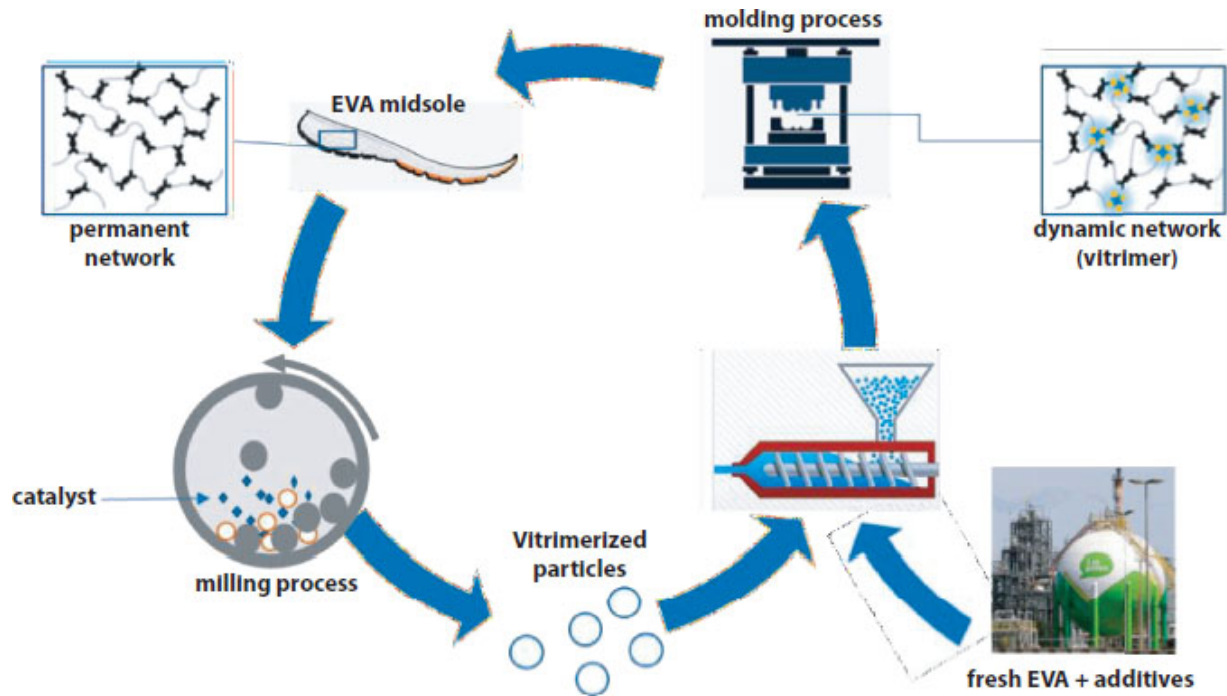 molding process
EVA midsole
permanent
network
dynamic network
(vitrimer)
catalyst
milling process
Vitrimerized
particles
fresh EVA + additives